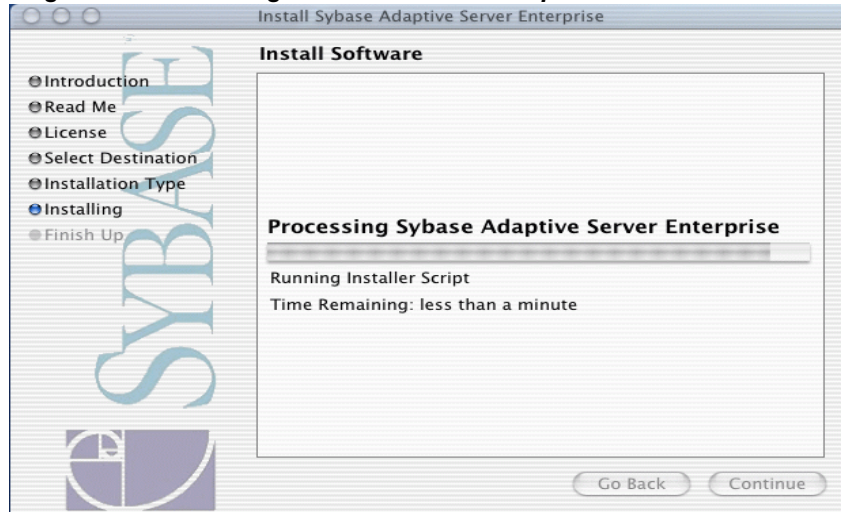 Install Sybase Adaptive Server Enterprise
Install Software
Introduction
Read Me
License
Select Destination
Installation Type
Installing
Finish Up
SYBASE
Processing Sybase Adaptive Server Enterprise
Running Installer Script
Time Remaining: less than a minute
Go Back
Continue